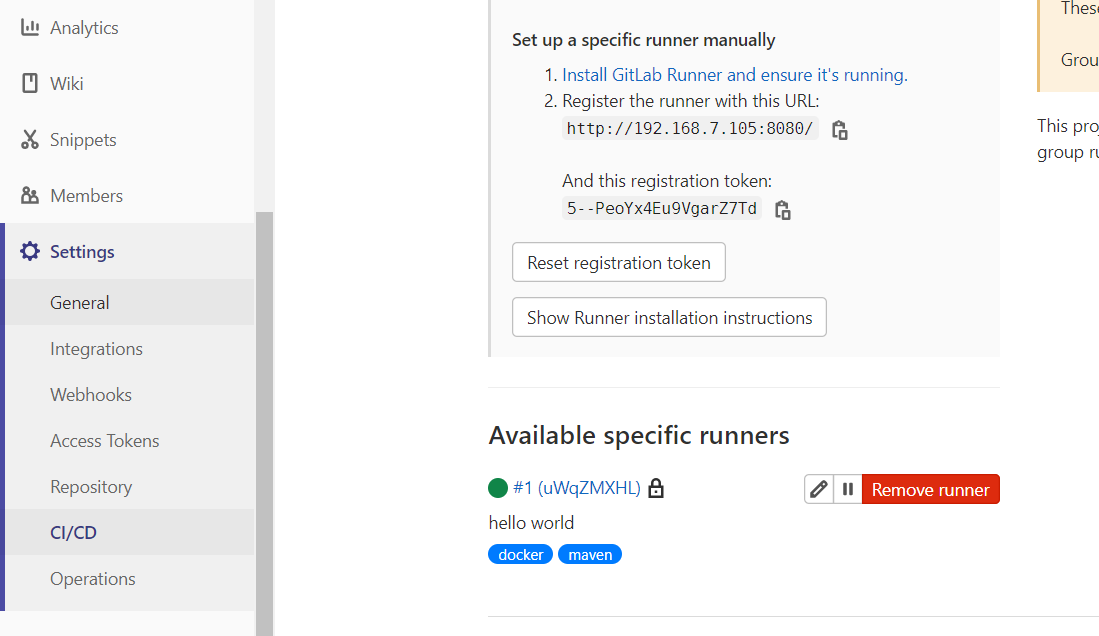 Analytics
Wiki
Snippets
Members
Settings
General
Integrations
Webhooks
Access Tokens
Repository
CI/CD
Operations
Set up a specific runner manually
1. Install GitLab Runner and ensure it's running.
2. Register the runner with this URL:
http://192.168.7.105:8080/
And this registration token:
5--PeoYx4Eu9VgarZ7Td
Reset registration token
Show Runner installation instructions
Available specific runners
#1 (uWqZMXHL)
Remove runner
hello world
docker maven
This
group